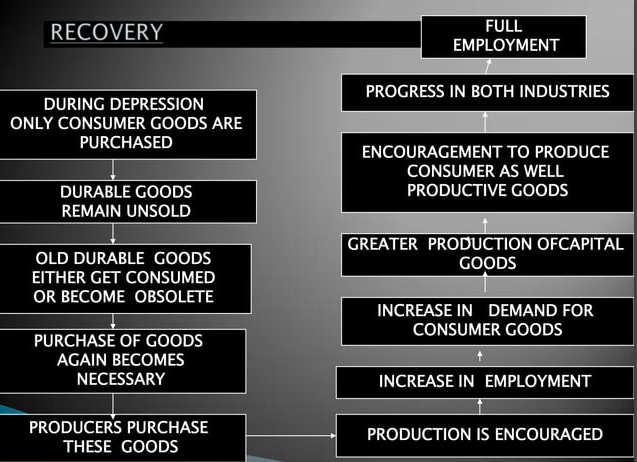 RECOVERY
DURING DEPRESSION
ONLY CONSUMER GOODS ARE
PURCHASED
DURABLE GOODS
REMAIN UNSOLD
OLD DURABLE GOODS
EITHER GET CONSUMED
OR BECOME OBSOLETE
PURCHASE OF GOODS
AGAIN BECOMES
NECESSARY
PRODUCERS PURCHASE
THESE GOODS
PRODUCTION IS ENCOURAGED
INCREASE IN EMPLOYMENT
INCREASE IN DEMAND FOR
CONSUMER GOODS
GREATER PRODUCTION OFCAPITAL
GOODS
ENCOURAGEMENT TO PRODUCE
CONSUMER AS WELL
PRODUCTIVE GOODS
PROGRESS IN BOTH INDUSTRIES
FULL
EMPLOYMENT